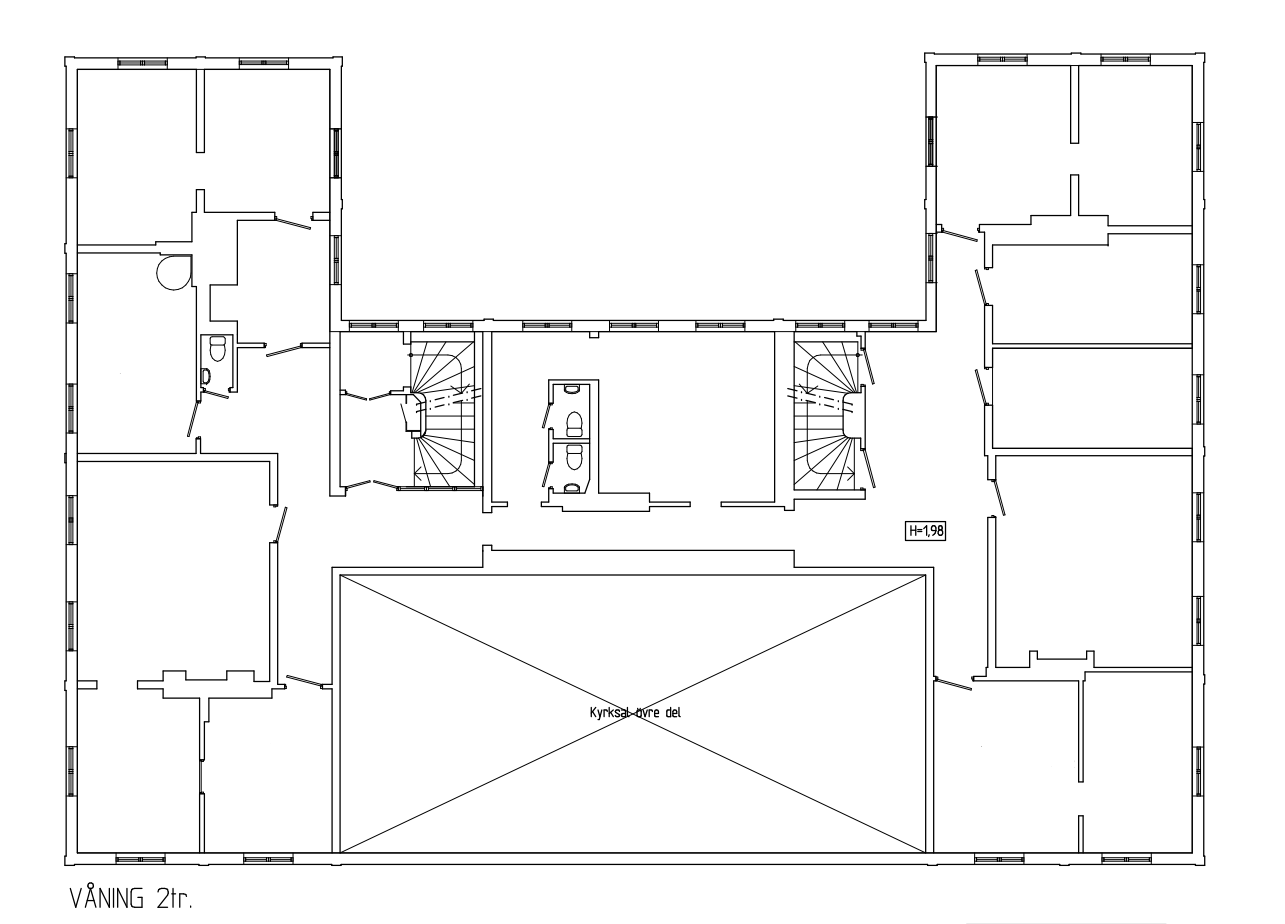 H=1,98
Kyrksal övre del
VÅNING 2tr.